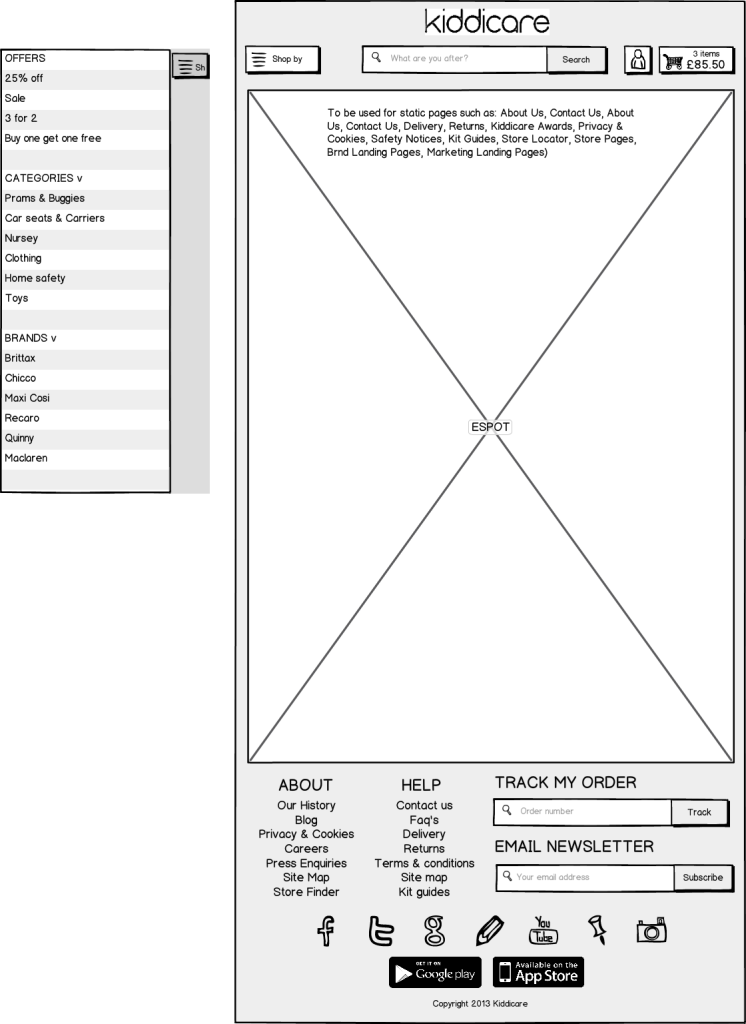 OFFERS
25% off
Sale
3 for 2
Buy one get one free
CATEGORIES v
Prams & Buggies
Car seats & Carriers
Nursey
Clothing
Home safety
Toys
BRANDS v
Brittax
Chicco
Maxi Cosi
Recaro
Quinny
Maclaren
Sh
kiddicare
Shop by
What are you after?
Search
3 items
£85.50
To be used for static pages such as: About Us, Contact Us, About
Us, Contact Us, Delivery, Returns, Kiddicare Awards, Privacy &
Cookies, Safety Notices, Kit Guides, Store Locator, Store Pages,
Brnd Landing Pages, Marketing Landing Pages)
ESPOT
ABOUT
Our History
Blog
Privacy & Cookies
Careers
Press Enquiries
Site Map
Store Finder
HELP
Contact us
Faq's
Delivery
Returns
Terms & conditions
Site map
Kit guides
TRACK MY ORDER
Order number
Track
EMAIL NEWSLETTER
Your email address
Subscribe
You
Tube
GET IT ON
Google play
Available on the
App Store
Copyright 2013 Kiddicare